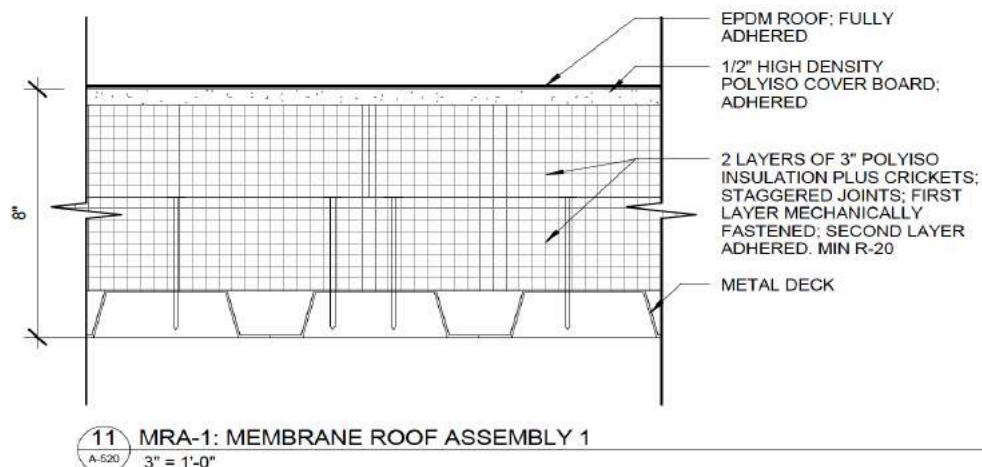 EPDM ROOF; FULLY
ADHERED
1/2" HIGH DENSITY
POLYISO COVER BOARD;
ADHERED
2 LAYERS OF 3" POLYISO
INSULATION PLUS CRICKETS;
STAGGERED JOINTS; FIRST
LAYER MECHANICALLY
FASTENED; SECOND LAYER
ADHERED. MIN R-20
METAL DECK
8"
11 MRA-1: MEMBRANE ROOF ASSEMBLY 1
A-520 3" = 1'-0"